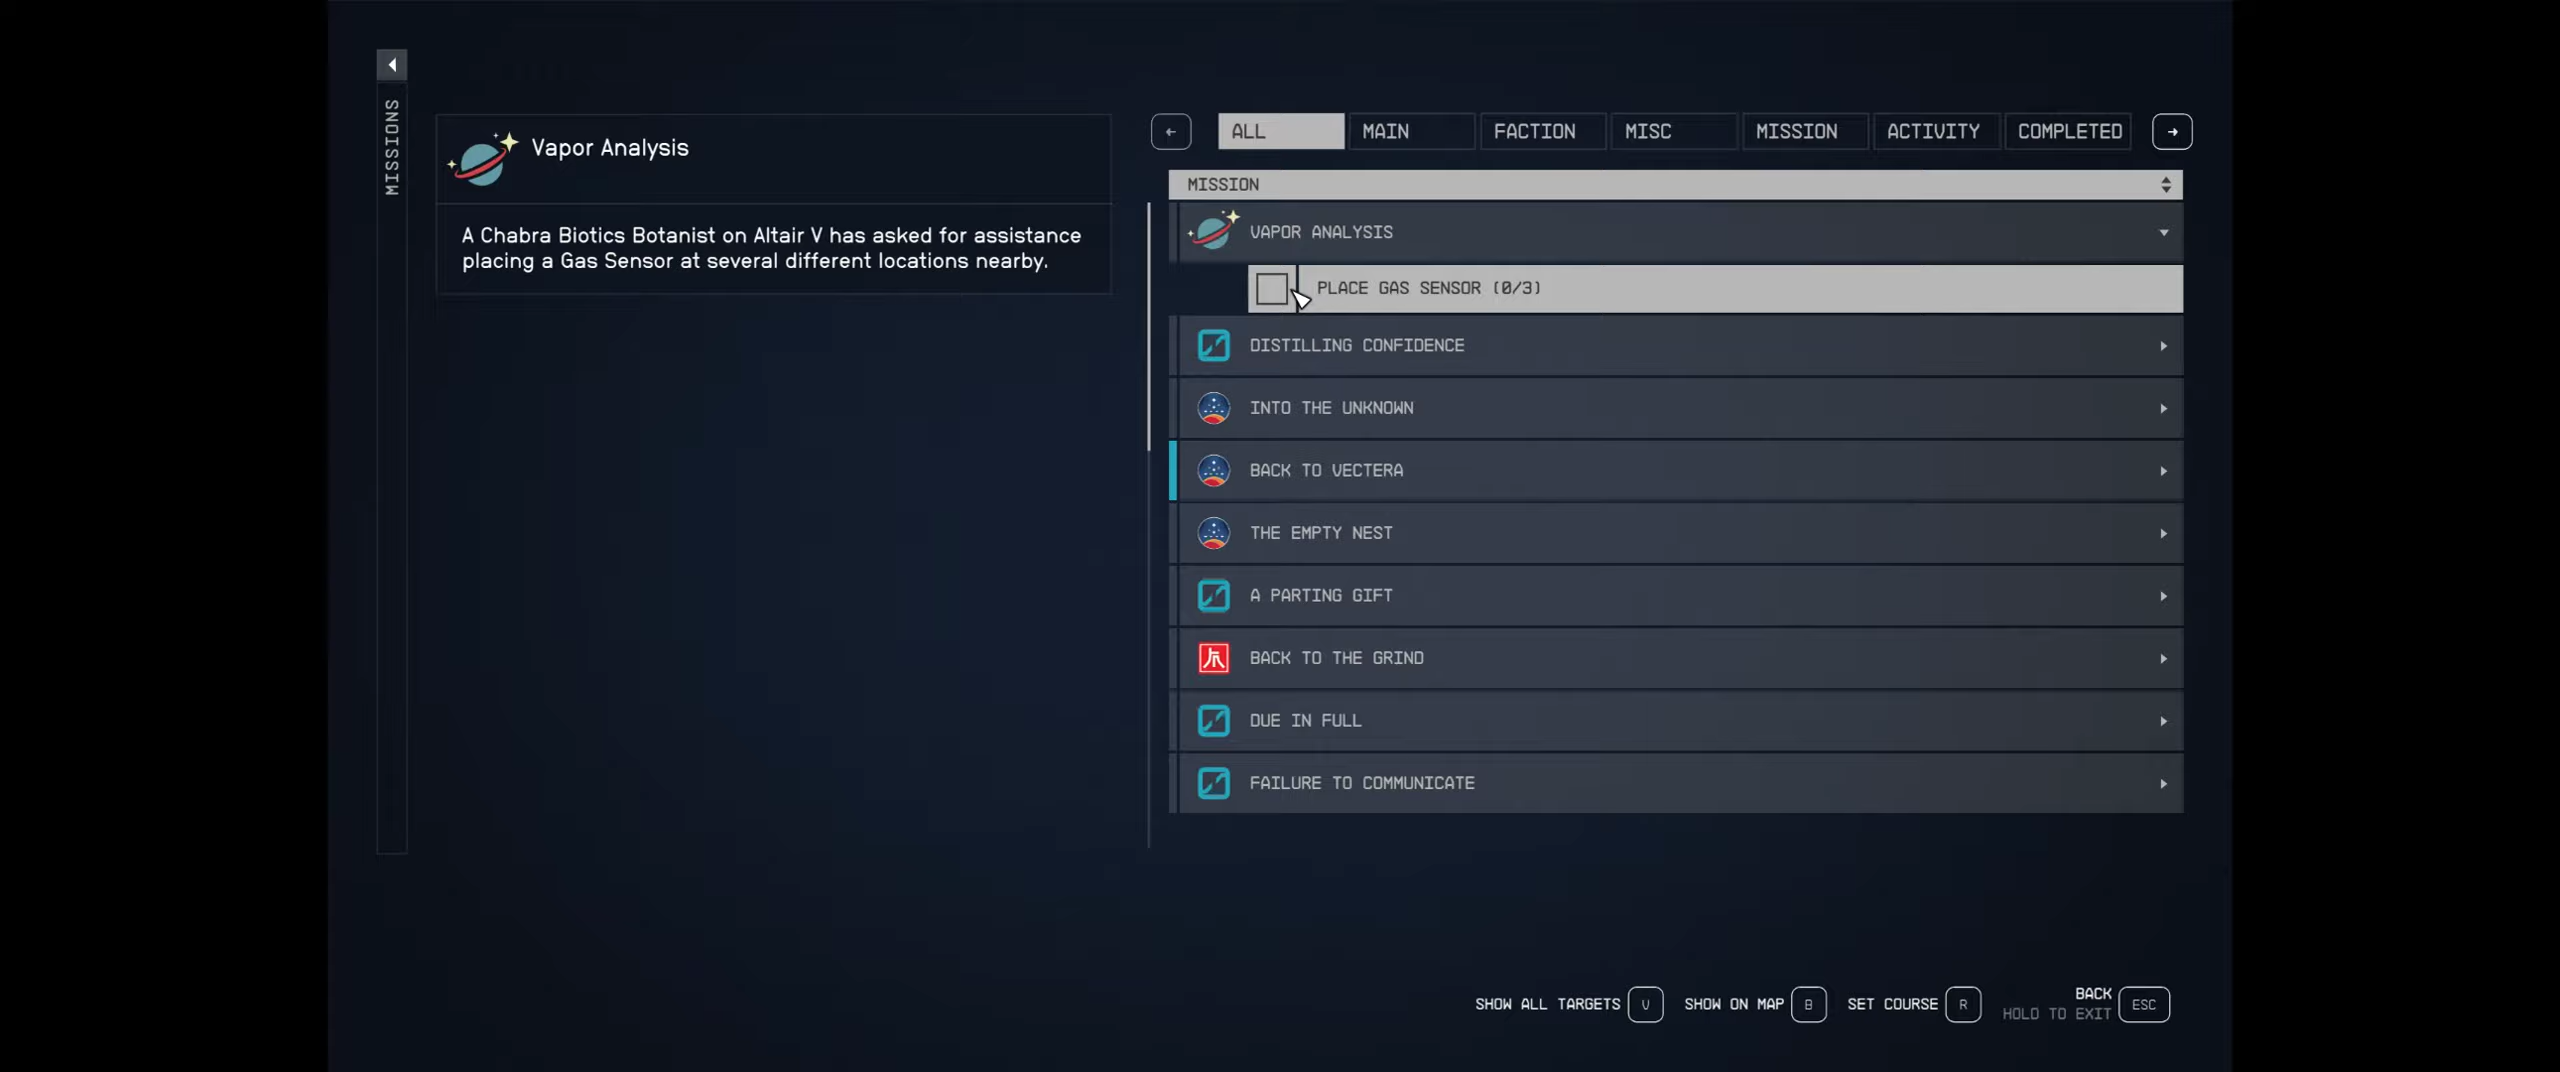 MISSIONS
Vapor Analysis
A Chabra Biotics Botanist on Altair V has asked for assistance
placing a Gas Sensor at several different locations nearby.
ALL MAIN FACTION MISC MISSION ACTIVITY COMPLETED
MISSION
VAPOR ANALYSIS
PLACE GAS SENSOR (0/3)
DISTILLING CONFIDENCE
INTO THE UNKNOWN
BACK TO VECTERA
THE EMPTY NEST
A PARTING GIFT
BACK TO THE GRIND
DUE IN FULL
FAILURE TO COMMUNICATE
SHOW ALL TARGETS V SHOW ON MAP B SET COURSE R BACK ESC
HOLD TO EXIT